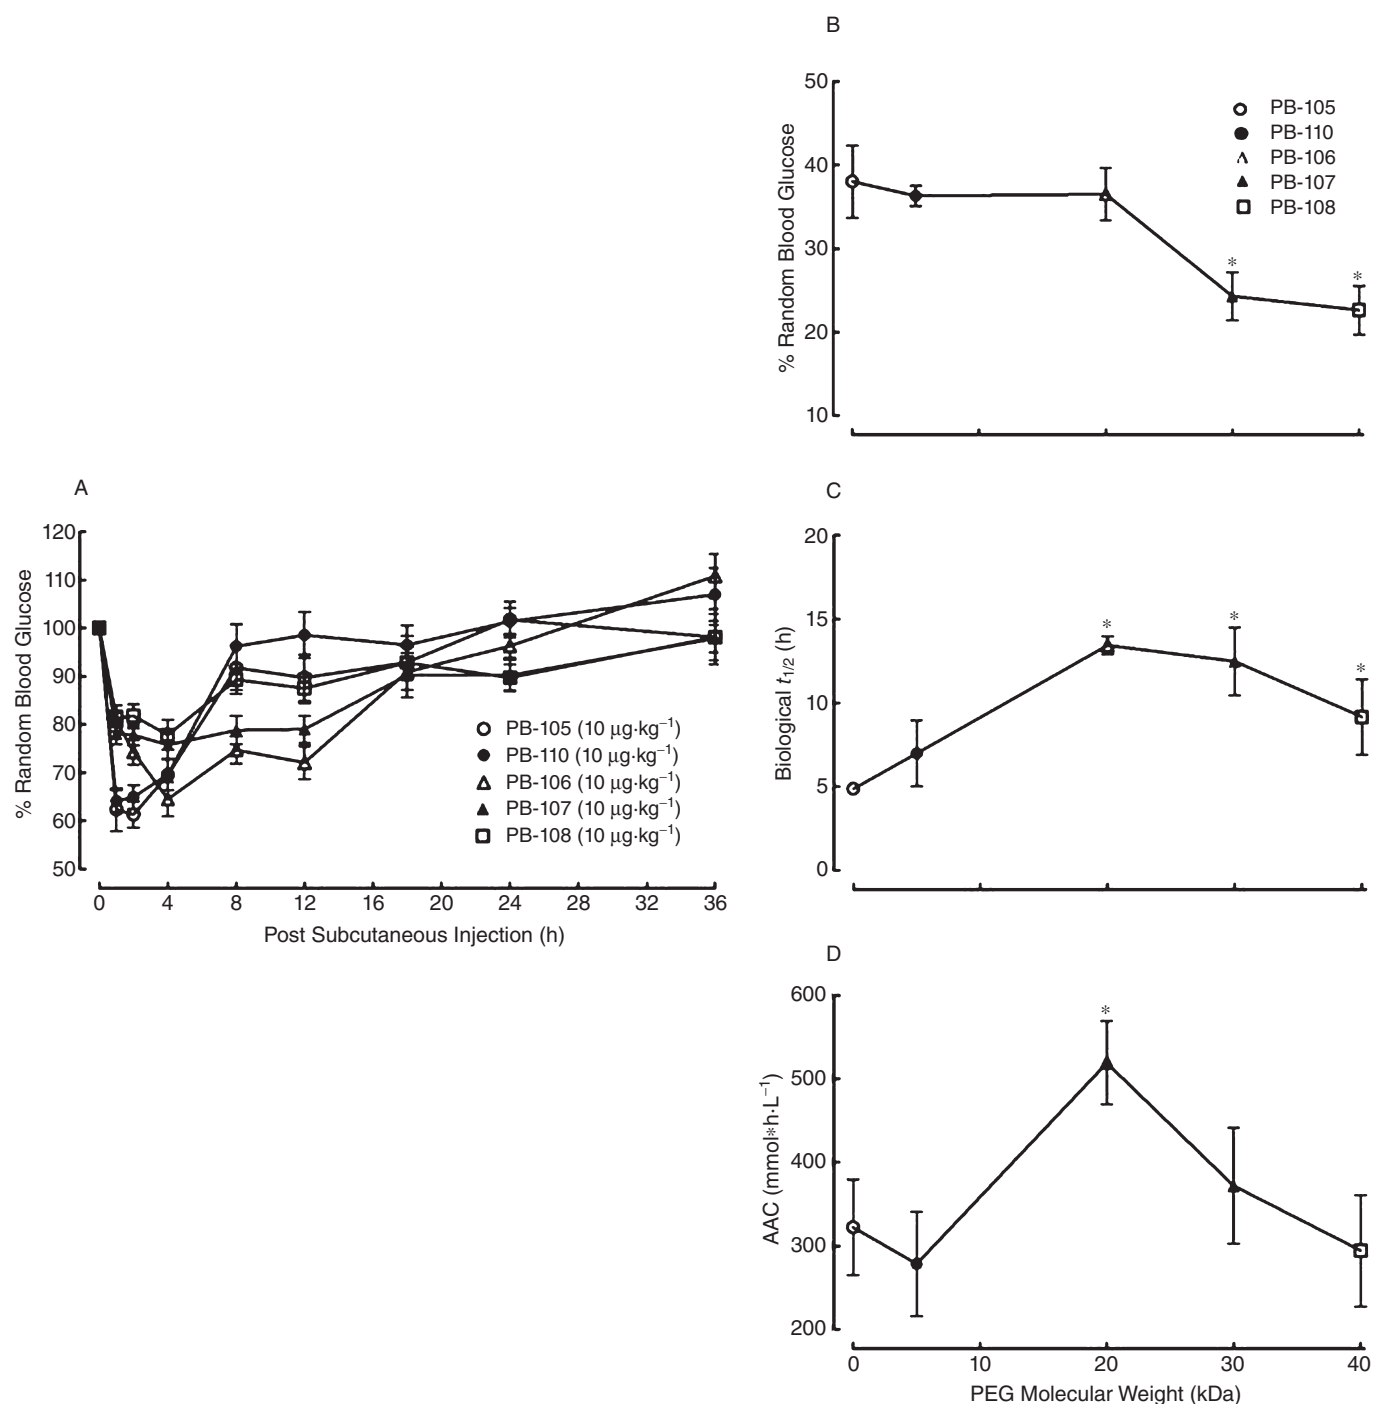 B
50
40
30
20
10
% Random Blood Glucose
PB-105
PB-110
PB-106
PB-107
PB-108
*
*
A
120
110
100
90
80
70
60
50
% Random Blood Glucose
PB-105 (10 µg·kg⁻¹)
PB-110 (10 µg·kg⁻¹)
PB-106 (10 µg·kg⁻¹)
PB-107 (10 µg·kg⁻¹)
PB-108 (10 µg·kg⁻¹)
0 4 8 12 16 20 24 28 32 36
Post Subcutaneous Injection (h)
C
20
15
10
5
0
Biological t1/2 (h)
*
*
*
D
600
500
400
300
200
AAC (mmol*h·L⁻¹)
*
0 10 20 30 40
PEG Molecular Weight (kDa)